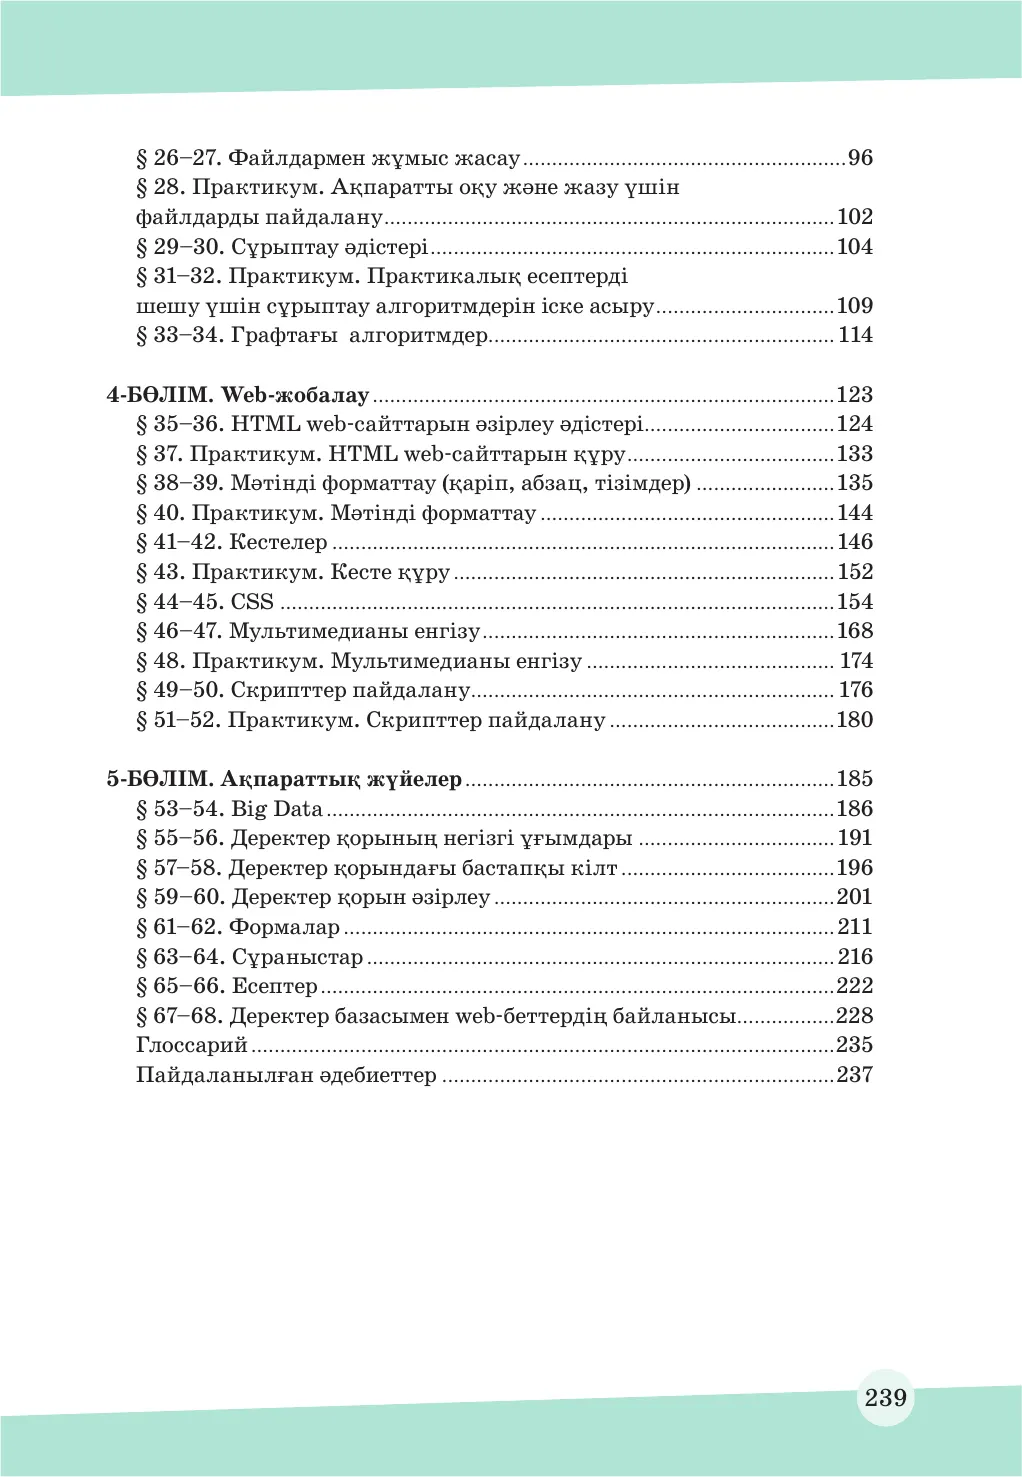 § 26–27. Файлдармен жұмыс жасау........................................................96
§ 28. Практикум. Ақпаратты оқу және жазу үшін
файлдарды пайдалану..............................................................................102
§ 29–30. Сұрыптау әдістері......................................................................104
§ 31–32. Практикум. Практикалық есептерді
шешу үшін сұрыптау алгоритмдерін іске асыру...............................109
§ 33–34. Графтағы алгоритмдер............................................................114
4-БӨЛІМ. Web-жобалау................................................................................123
§ 35–36. HTML web-сайттарын әзірлеу әдістері.................................124
§ 37. Практикум. HTML web-сайттарын құру....................................133
§ 38–39. Мәтінді форматтау (қаріп, абзац, тізімдер) ........................135
§ 40. Практикум. Мәтінді форматтау ...................................................144
§ 41–42. Кестелер .......................................................................................146
§ 43. Практикум. Кесте құру..................................................................152
§ 44–45. CSS ................................................................................................154
§ 46–47. Мультимедианы енгізу.............................................................168
§ 48. Практикум. Мультимедианы енгізу ...........................................174
§ 49–50. Скрипттер пайдалану...............................................................176
§ 51–52. Практикум. Скрипттер пайдалану .......................................180
5-БӨЛІМ. Ақпараттық жүйелер................................................................185
§ 53–54. Big Data........................................................................................186
§ 55–56. Деректер қорының негізгі ұғымдары ..................................191
§ 57–58. Деректер қорындағы бастапқы кілт.....................................196
§ 59–60. Деректер қорын әзірлеу...........................................................201
§ 61–62. Формалар.....................................................................................211
§ 63–64. Сұраныстар.................................................................................216
§ 65–66. Есептер.........................................................................................222
§ 67–68. Деректер базасымен web-беттердің байланысы.................228
Глоссарий.....................................................................................................235
Пайдаланылған әдебиеттер ....................................................................237
239